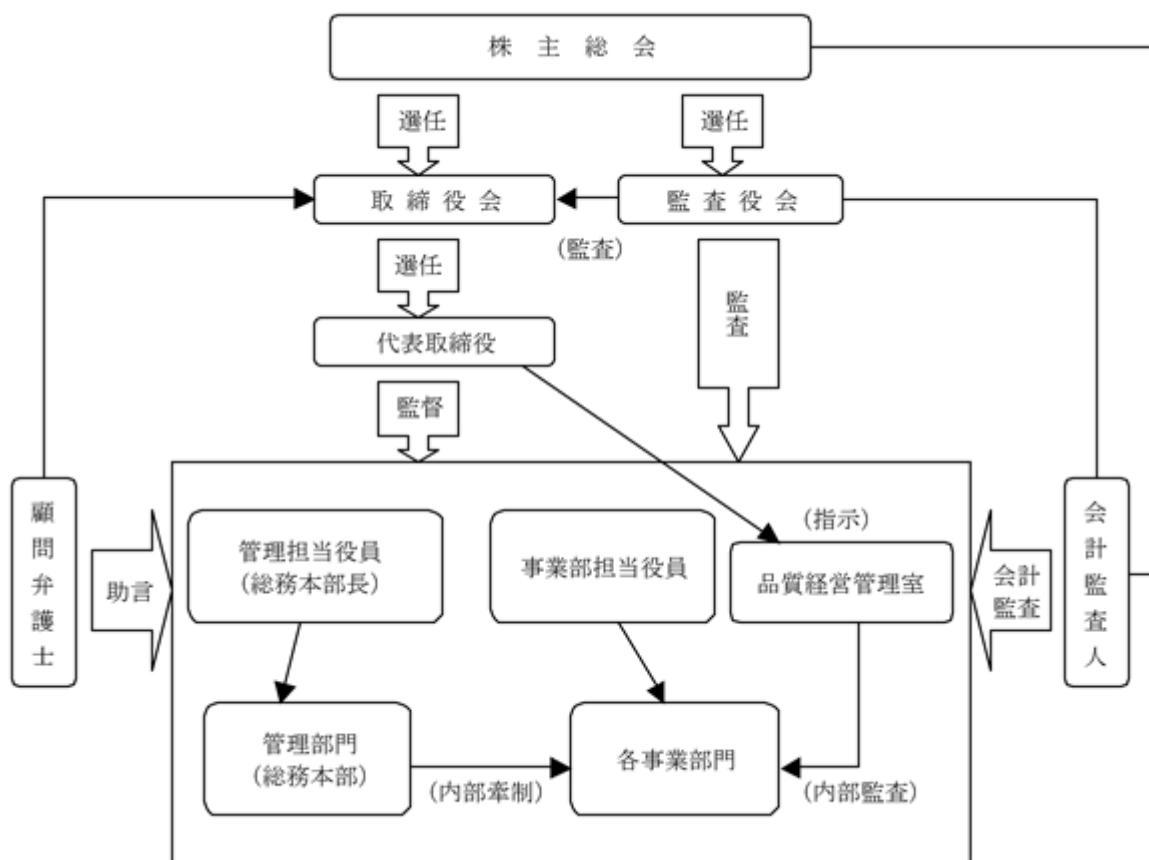 株主総会
選任
選任
取締役会
監査役会
(監査)
選任
監査
代表取締役
監督
顧問弁護士
助言
管理担当役員
(総務本部長)
事業部担当役員
(指示)
品質経営管理室
会計
監査
会計監査人
管理部門
(総務本部)
各事業部門
(内部牽制)
(内部監査)